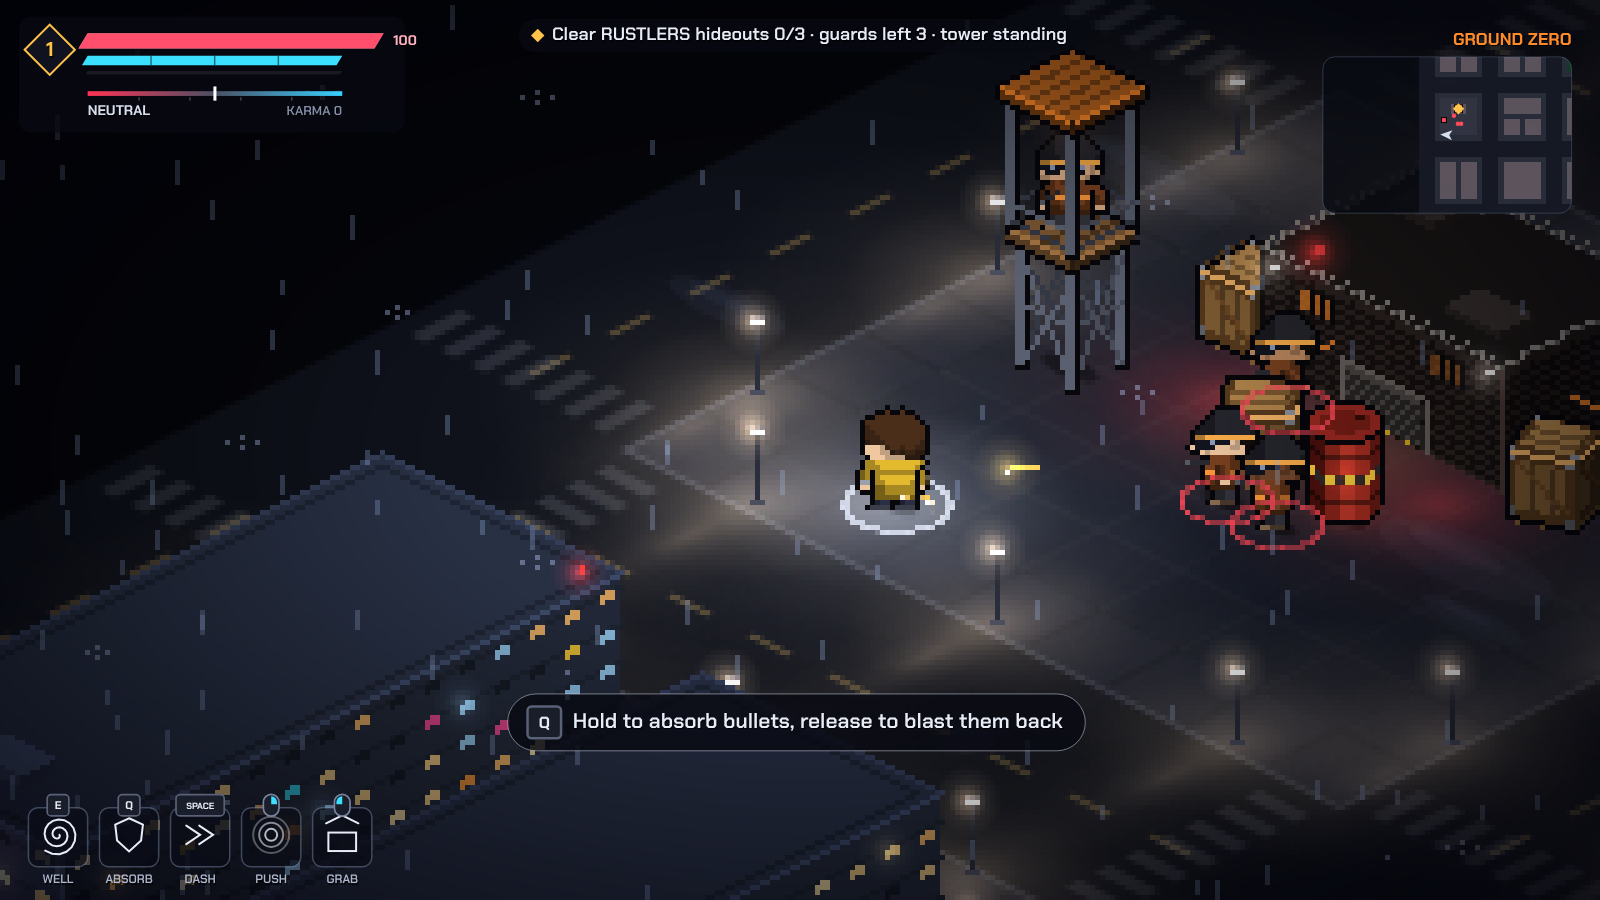 1
100
NEUTRAL
KARMA 0
Clear RUSTLERS hideouts 0/3 · guards left 3 · tower standing
GROUND ZERO
Q Hold to absorb bullets, release to blast them back
E Q SPACE
WELL ABSORB DASH PUSH GRAB